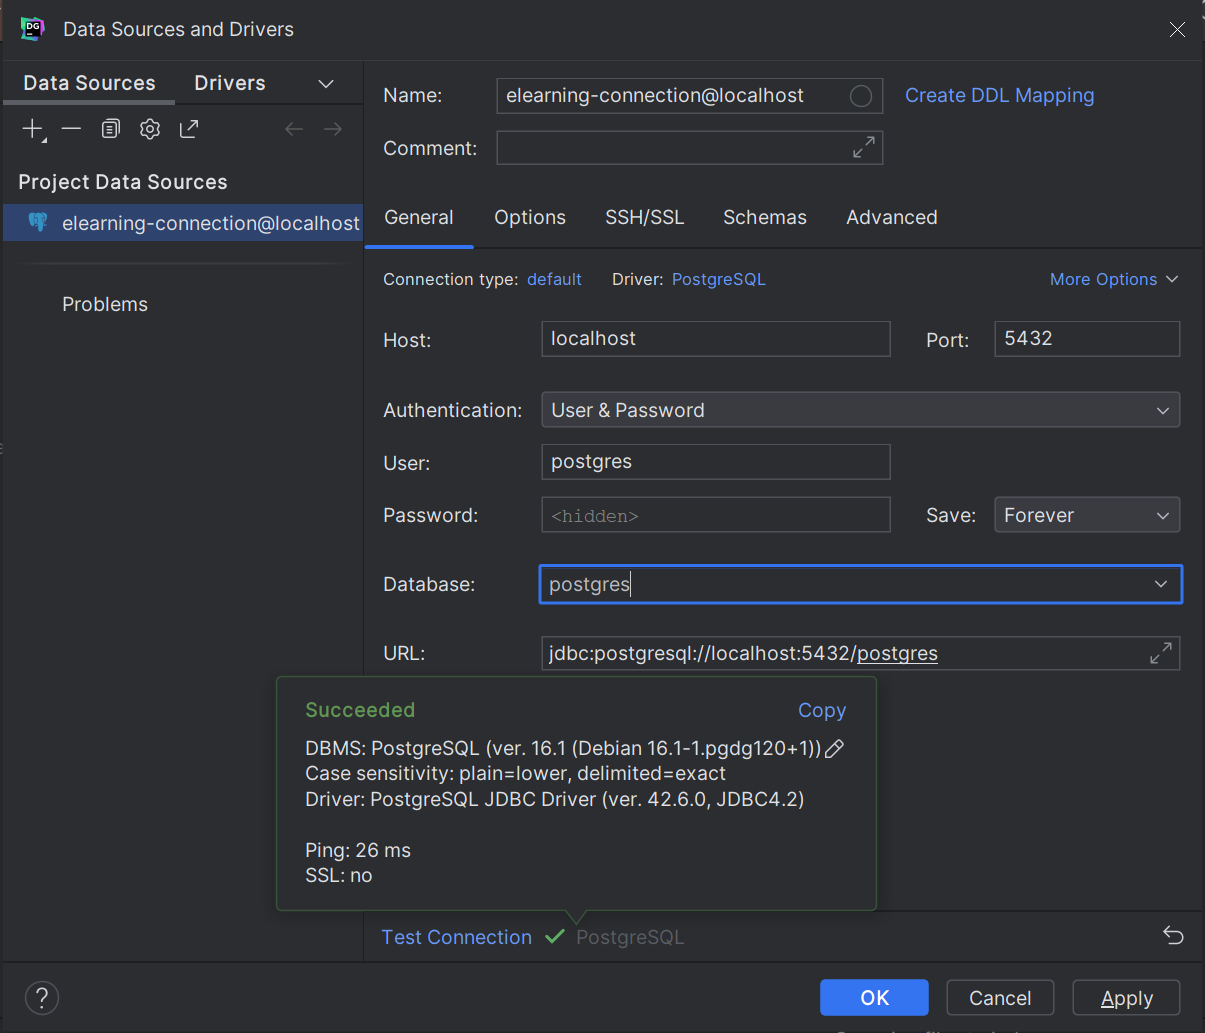 DG
Data Sources and Drivers
Data Sources
Drivers
Project Data Sources
elearning-connection@localhost
Problems
Name:
elearning-connection@localhost
Create DDL Mapping
Comment:
General
Options
SSH/SSL
Schemas
Advanced
Connection type: default
Driver: PostgreSQL
More Options
Host:
localhost
Port:
5432
Authentication:
User & Password
User:
postgres
Password:
<hidden>
Save:
Forever
Database:
postgres
URL:
jdbc:postgresql://localhost:5432/postgres
Succeeded
Copy
DBMS: PostgreSQL (ver. 16.1 (Debian 16.1-1.pgdg120+1))
Case sensitivity: plain=lower, delimited=exact
Driver: PostgreSQL JDBC Driver (ver. 42.6.0, JDBC4.2)
Ping: 26 ms
SSL: no
Test Connection
PostgreSQL
?
OK
Cancel
Apply